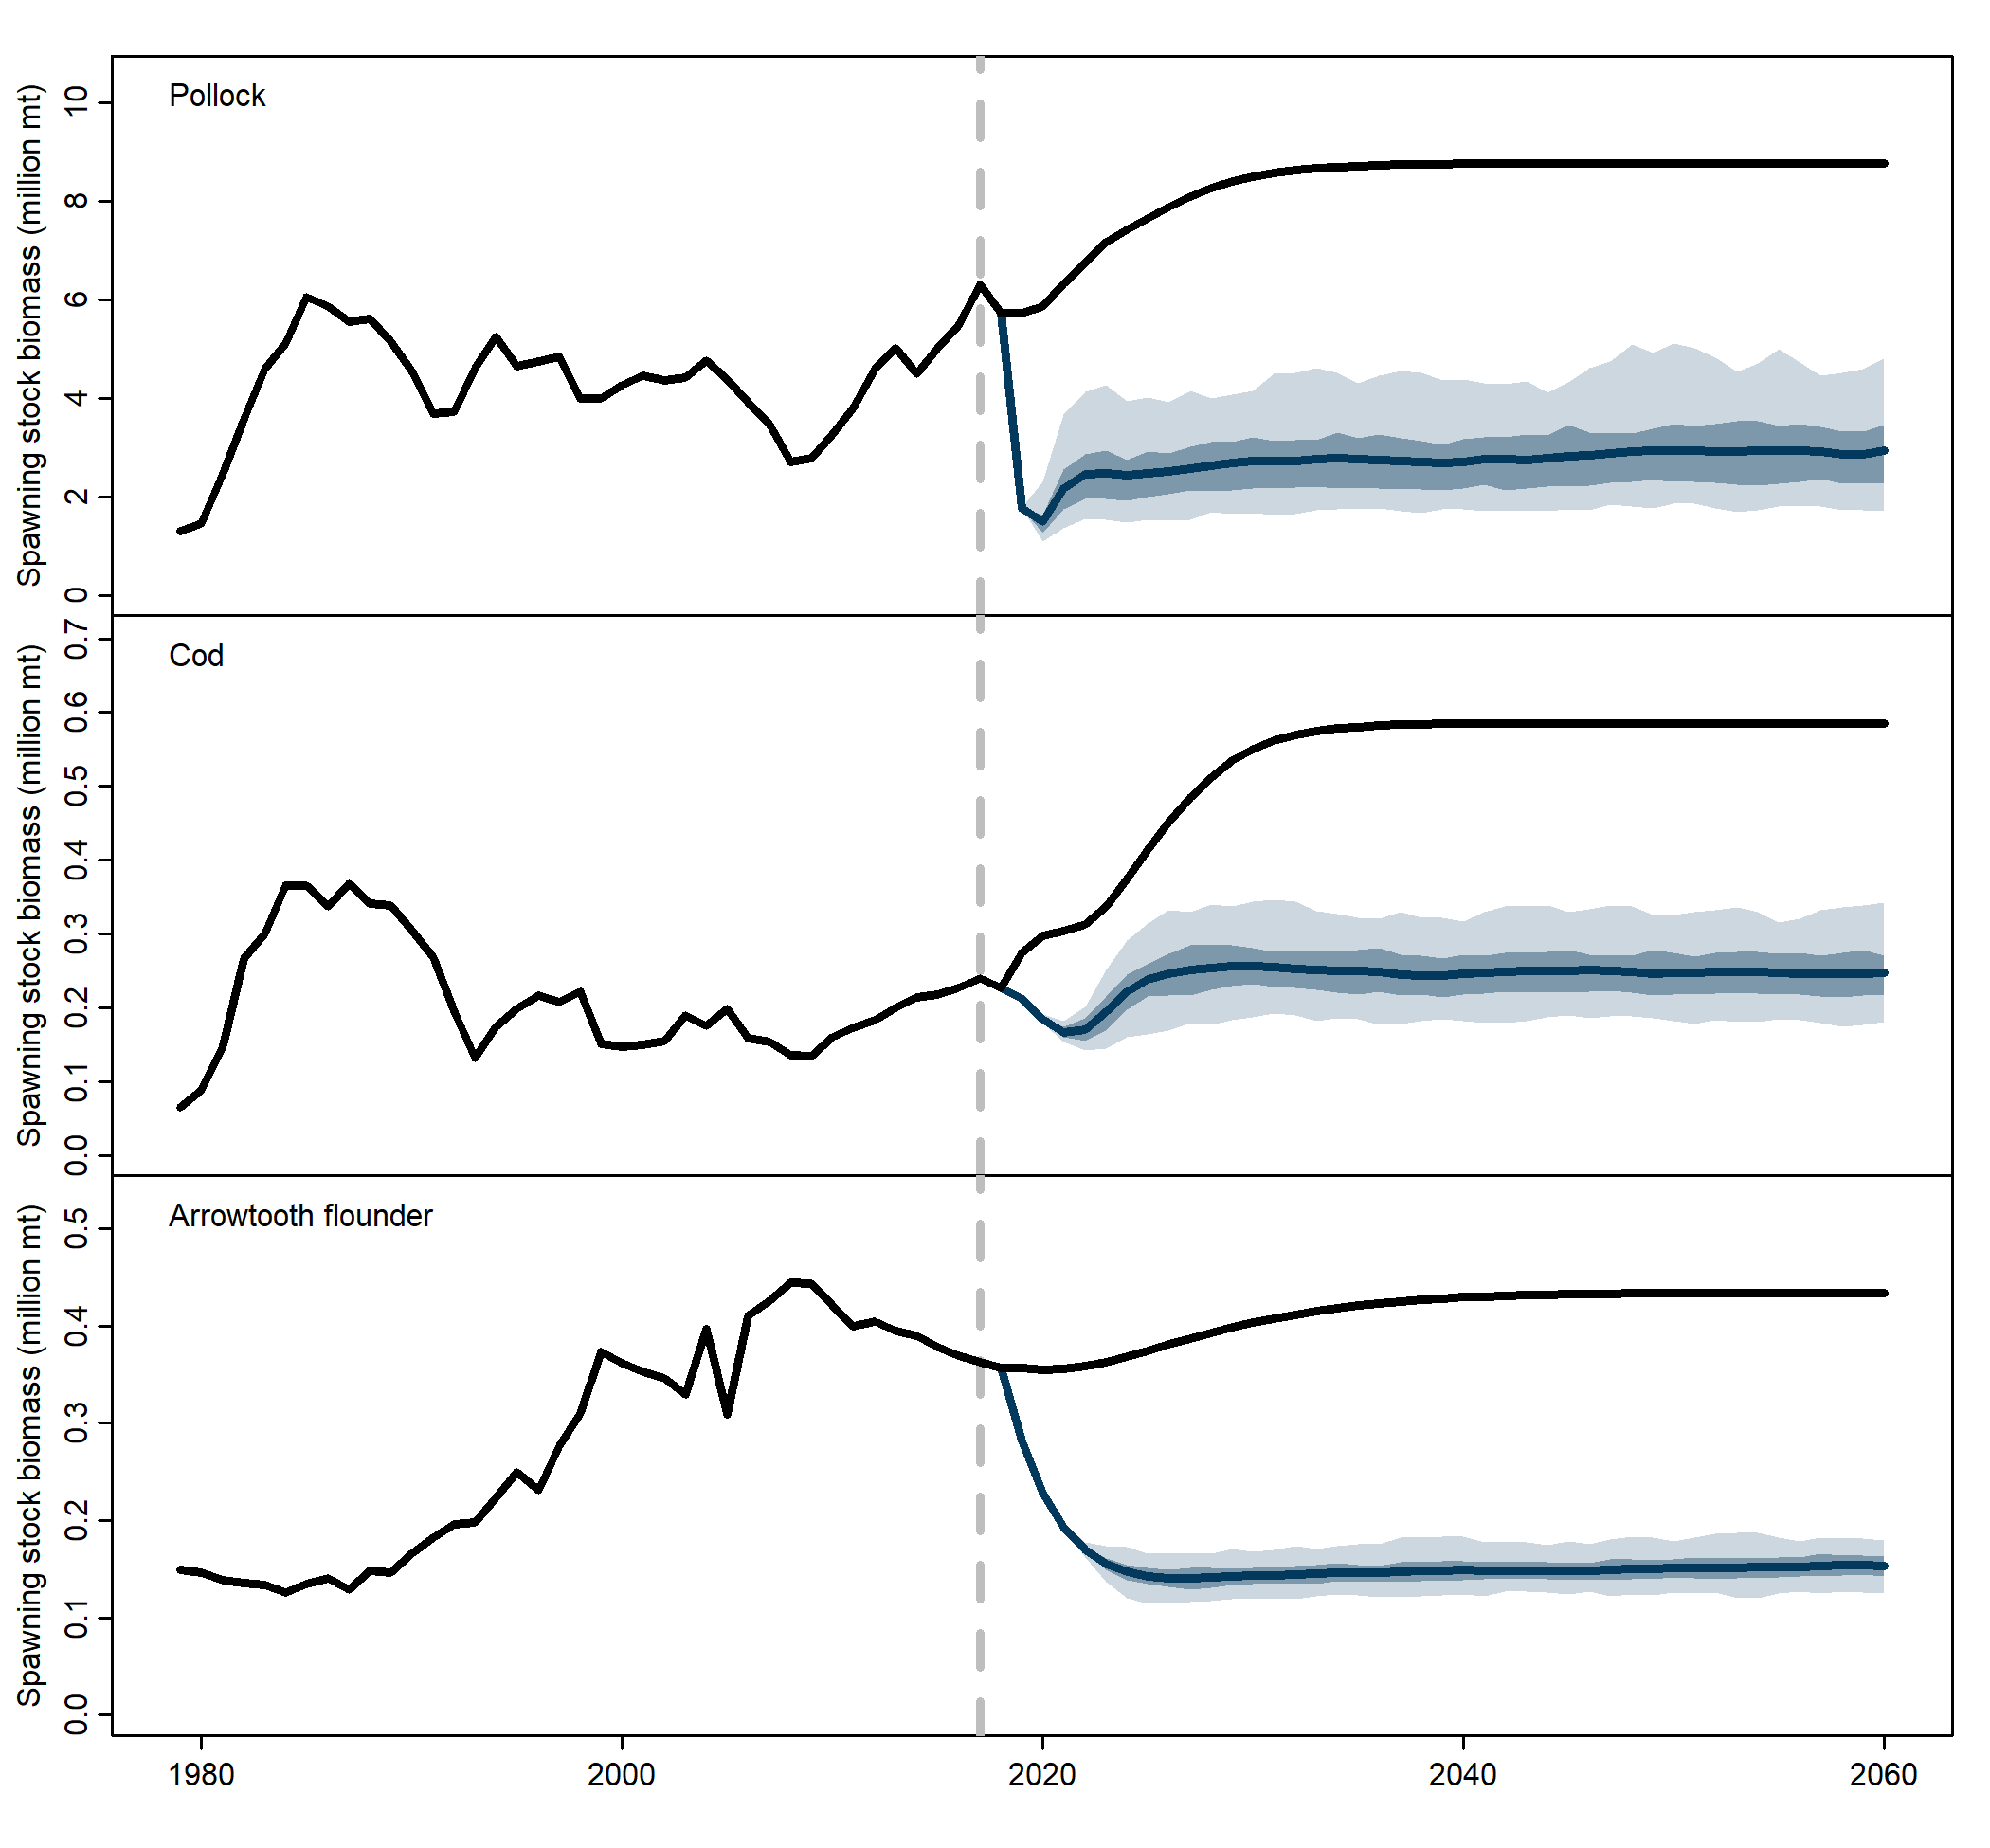 Pollock
Spawning stock biomass (million mt)
10
8
6
4
2
0
Cod
Spawning stock biomass (million mt)
0.7
0.6
0.5
0.4
0.3
0.2
0.1
0.0
Arrowtooth flounder
Spawning stock biomass (million mt)
0.5
0.4
0.3
0.2
0.1
0.0
1980 2000 2020 2040 2060